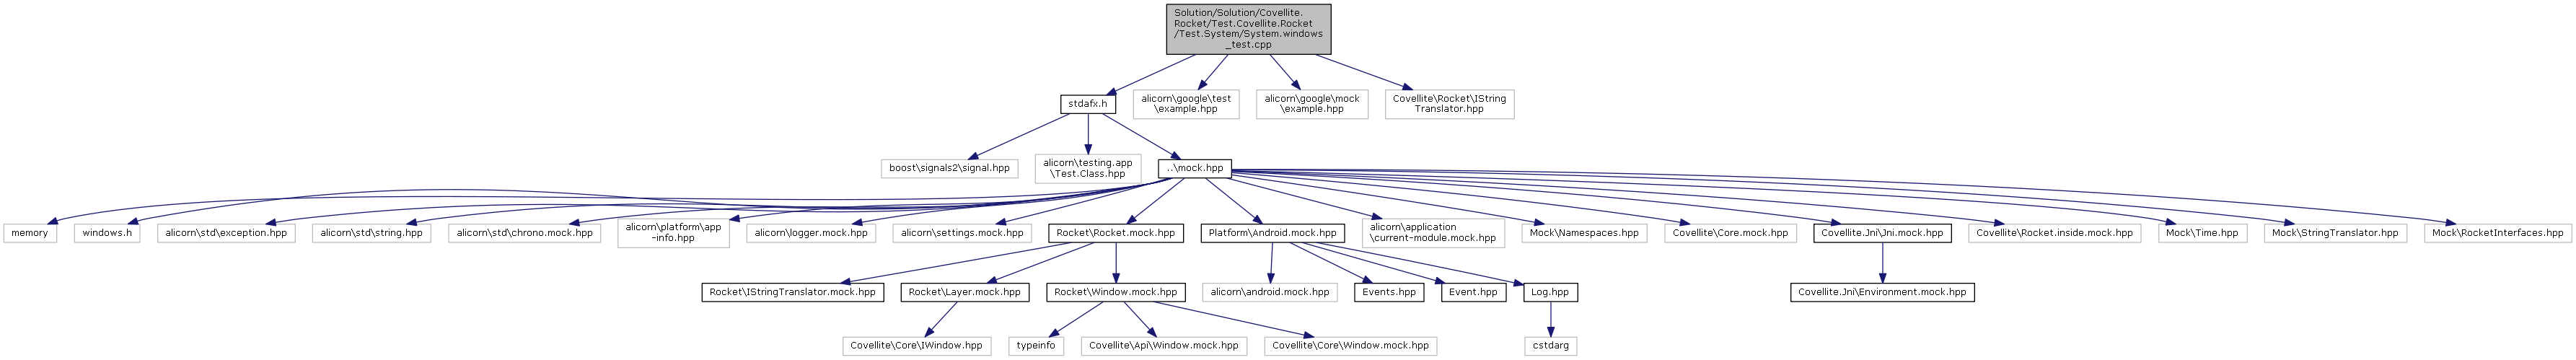 Solution/Solution/Covellite.
Rocket/Test.Covellite.Rocket
/Test.System/System.windows
_test.cpp
stdafx.h
alicorn\google\test
\example.hpp
alicorn\google\mock
\example.hpp
Covellite\Rocket\IString
Translator.hpp
boost\signals2\signal.hpp
alicorn\testing.app
\Test.Class.hpp
..\mock.hpp
memory
windows.h
alicorn\std\exception.hpp
alicorn\std\string.hpp
alicorn\std\chrono.mock.hpp
alicorn\platform\app
-info.hpp
alicorn\logger.mock.hpp
alicorn\settings.mock.hpp
Rocket\Rocket.mock.hpp
Platform\Android.mock.hpp
alicorn\application
\current-module.mock.hpp
Mock\Namespaces.hpp
Covellite\Core.mock.hpp
Covellite.Jni\Jni.mock.hpp
Covellite\Rocket.inside.mock.hpp
Mock\Time.hpp
Mock\StringTranslator.hpp
Mock\RocketInterfaces.hpp
Rocket\IStringTranslator.mock.hpp
Rocket\Layer.mock.hpp
Rocket\Window.mock.hpp
alicorn\android.mock.hpp
Events.hpp
Event.hpp
Log.hpp
Covellite.Jni\Environment.mock.hpp
Covellite\Core\IWindow.hpp
typeinfo
Covellite\Api\Window.mock.hpp
Covellite\Core\Window.mock.hpp
cstdarg